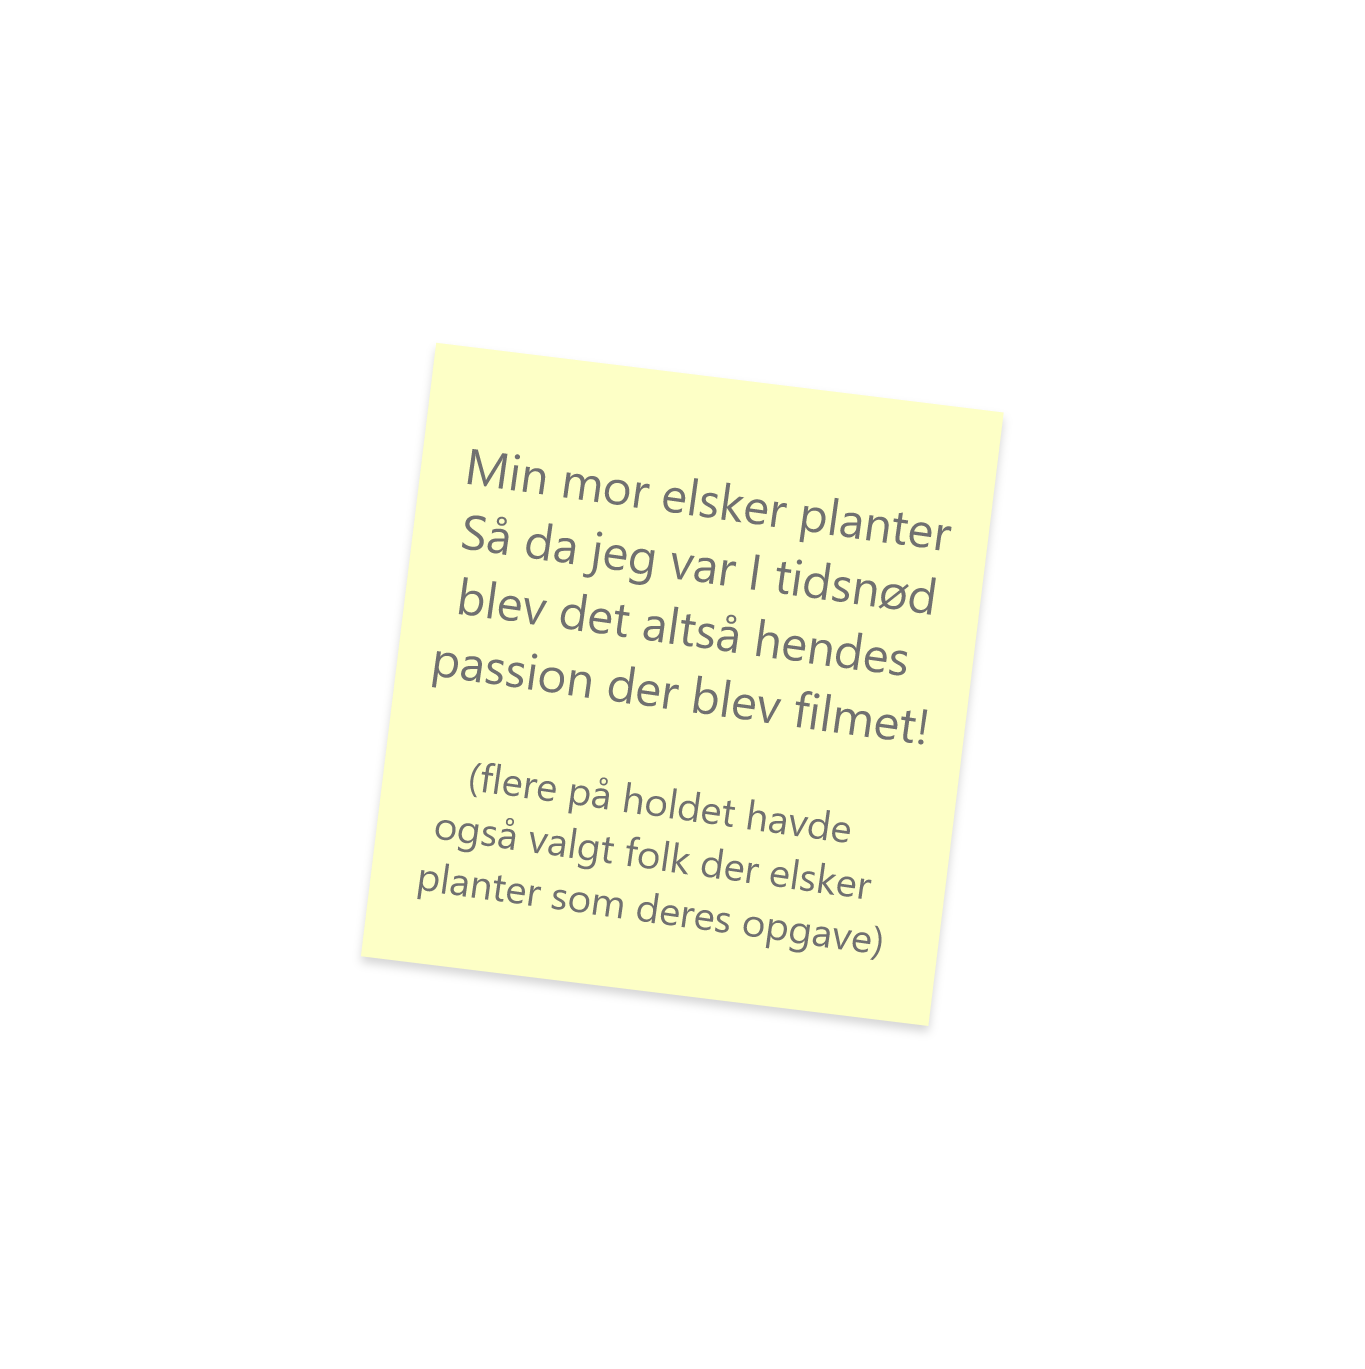 Min mor elsker planter
Så da jeg var I tidsnød
blev det altså hendes
passion der blev filmet!
(flere på holdet havde
også valgt folk der elsker
planter som deres opgave)